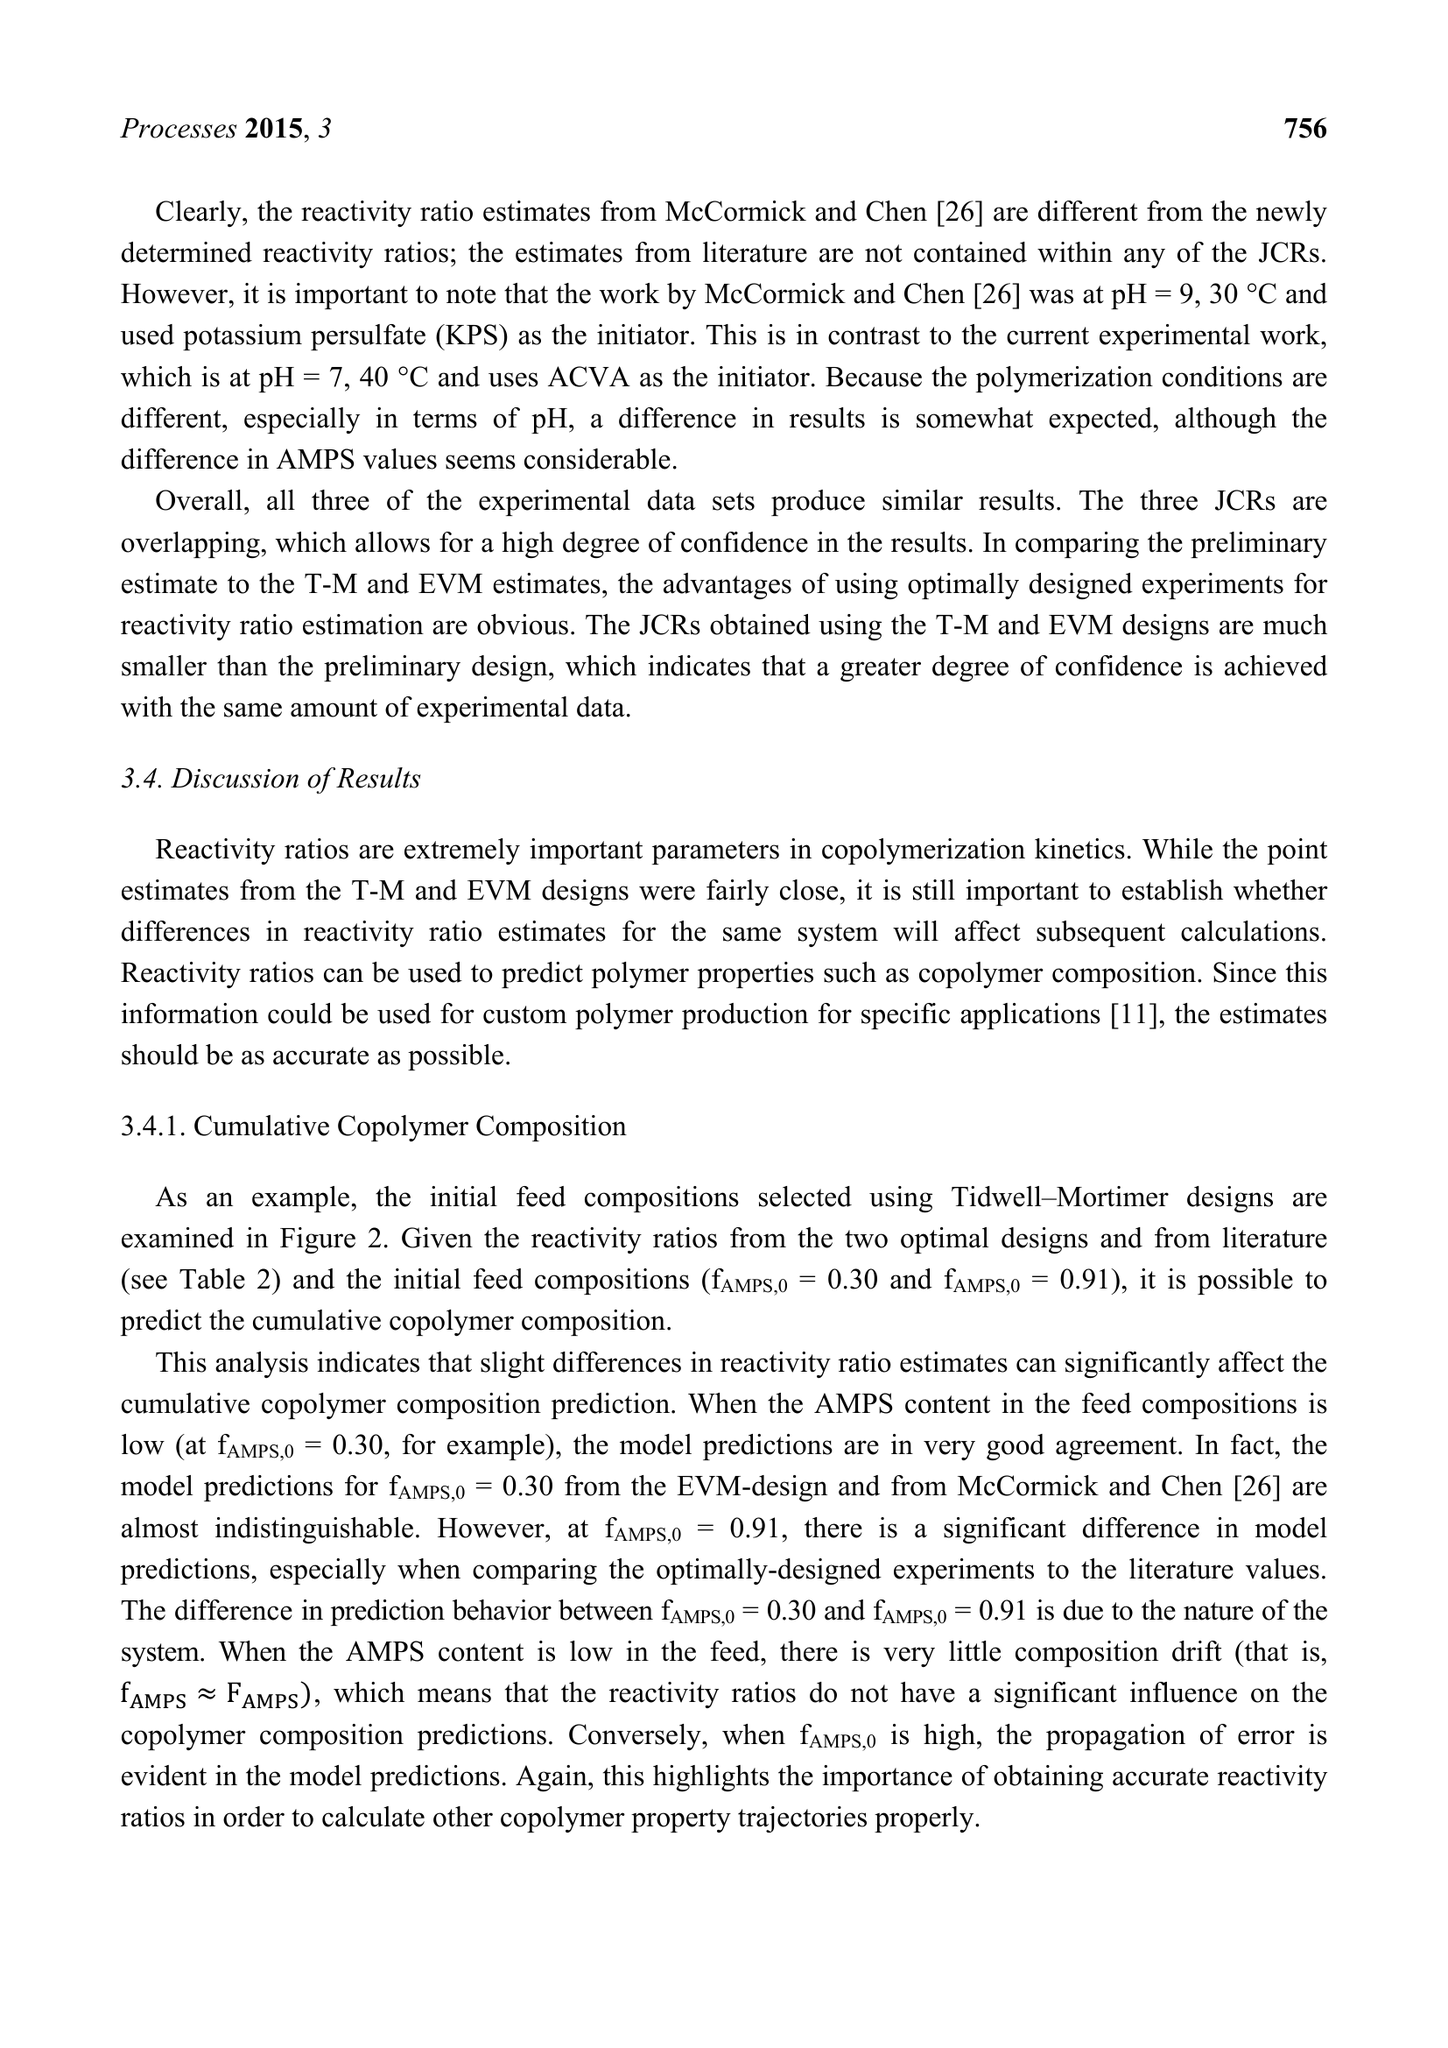 Processes 2015, 3 756
Clearly, the reactivity ratio estimates from McCormick and Chen [26] are different from the newly
determined reactivity ratios; the estimates from literature are not contained within any of the JCRs.
However, it is important to note that the work by McCormick and Chen [26] was at pH = 9, 30 °C and
used potassium persulfate (KPS) as the initiator. This is in contrast to the current experimental work,
which is at pH = 7, 40 °C and uses ACVA as the initiator. Because the polymerization conditions are
different, especially in terms of pH, a difference in results is somewhat expected, although the
difference in AMPS values seems considerable.
Overall, all three of the experimental data sets produce similar results. The three JCRs are
overlapping, which allows for a high degree of confidence in the results. In comparing the preliminary
estimate to the T-M and EVM estimates, the advantages of using optimally designed experiments for
reactivity ratio estimation are obvious. The JCRs obtained using the T-M and EVM designs are much
smaller than the preliminary design, which indicates that a greater degree of confidence is achieved
with the same amount of experimental data.
3.4. Discussion of Results
Reactivity ratios are extremely important parameters in copolymerization kinetics. While the point
estimates from the T-M and EVM designs were fairly close, it is still important to establish whether
differences in reactivity ratio estimates for the same system will affect subsequent calculations.
Reactivity ratios can be used to predict polymer properties such as copolymer composition. Since this
information could be used for custom polymer production for specific applications [11], the estimates
should be as accurate as possible.
3.4.1. Cumulative Copolymer Composition
As an example, the initial feed compositions selected using Tidwell–Mortimer designs are
examined in Figure 2. Given the reactivity ratios from the two optimal designs and from literature
(see Table 2) and the initial feed compositions (fAMPS,0 = 0.30 and fAMPS,0 = 0.91), it is possible to
predict the cumulative copolymer composition.
This analysis indicates that slight differences in reactivity ratio estimates can significantly affect the
cumulative copolymer composition prediction. When the AMPS content in the feed compositions is
low (at fAMPS,0 = 0.30, for example), the model predictions are in very good agreement. In fact, the
model predictions for fAMPS,0 = 0.30 from the EVM-design and from McCormick and Chen [26] are
almost indistinguishable. However, at fAMPS,0 = 0.91, there is a significant difference in model
predictions, especially when comparing the optimally-designed experiments to the literature values.
The difference in prediction behavior between fAMPS,0 = 0.30 and fAMPS,0 = 0.91 is due to the nature of the
system. When the AMPS content is low in the feed, there is very little composition drift (that is,
fAMPS ≈ FAMPS), which means that the reactivity ratios do not have a significant influence on the
copolymer composition predictions. Conversely, when fAMPS,0 is high, the propagation of error is
evident in the model predictions. Again, this highlights the importance of obtaining accurate reactivity
ratios in order to calculate other copolymer property trajectories properly.